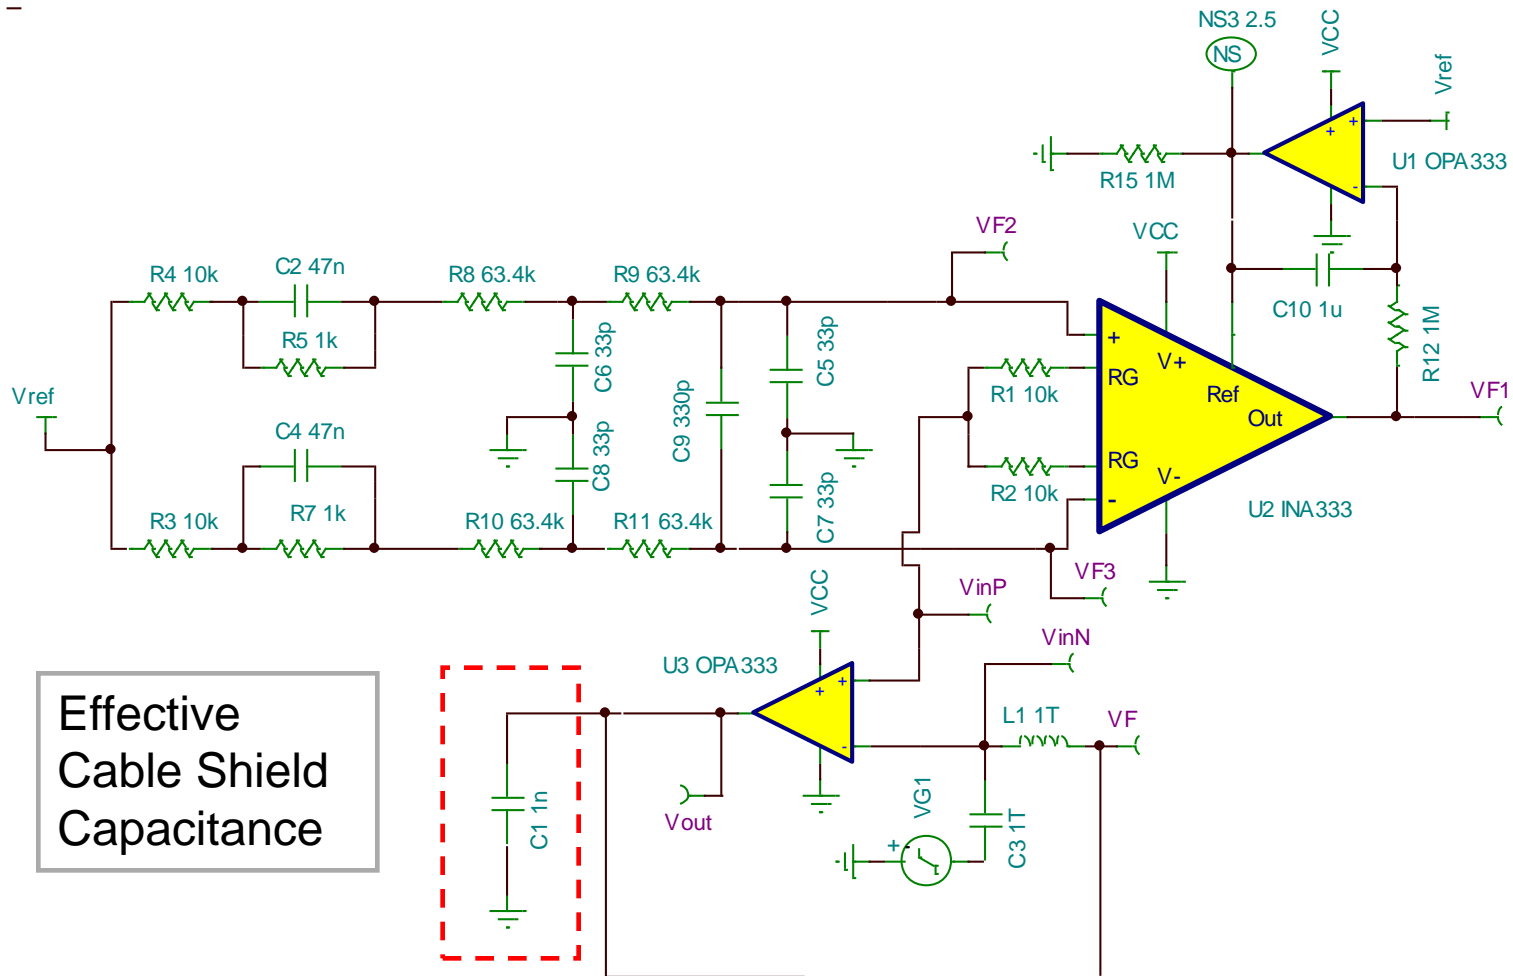 NS3 2.5
NS
VCC
Vref
+
+
-
U1 OPA333
R15 1M
VF2
VCC
R4 10k
C2 47n
R8 63.4k
R9 63.4k
C10 1u
R12 1M
R5 1k
C6 33p
C5 33p
+
V+
RG
R1 10k
Ref
Out
VF1
Vref
C9 330p
C4 47n
C8 33p
C7 33p
RG
V-
R2 10k
-
U2 INA333
R3 10k
R7 1k
R10 63.4k
R11 63.4k
VF3
VCC
VinP
VinN
U3 OPA333
+
+
-
L1 1T
VF
Effective
Cable Shield
Capacitance
C1 1n
Vout
VG1
+
-
C3 1T